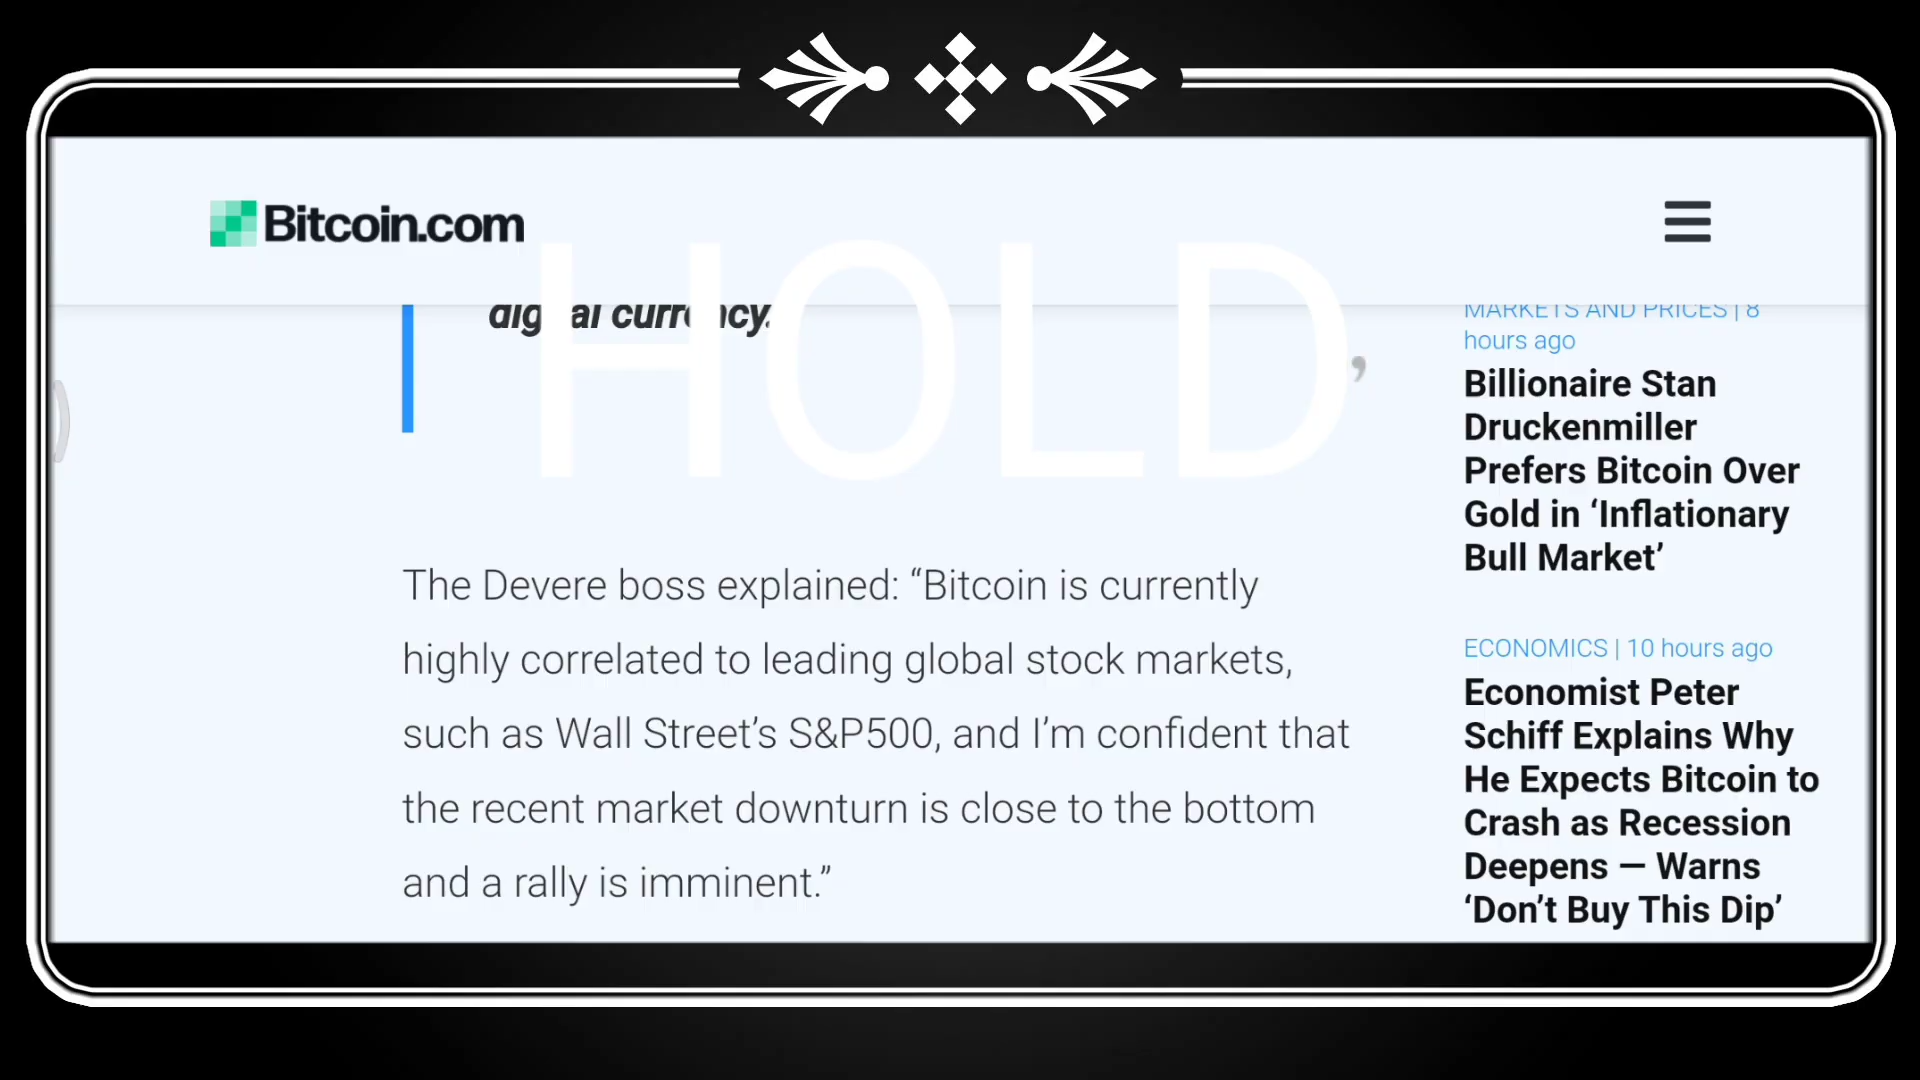 Bitcoin.com
HOLD
digital currency.
The Devere boss explained: “Bitcoin is currently
highly correlated to leading global stock markets,
such as Wall Street’s S&P500, and I’m confident that
the recent market downturn is close to the bottom
and a rally is imminent.”
MARKETS AND PRICES | 8
hours ago
Billionaire Stan
Druckenmiller
Prefers Bitcoin Over
Gold in ‘Inflationary
Bull Market’
ECONOMICS | 10 hours ago
Economist Peter
Schiff Explains Why
He Expects Bitcoin to
Crash as Recession
Deepens — Warns
‘Don’t Buy This Dip’